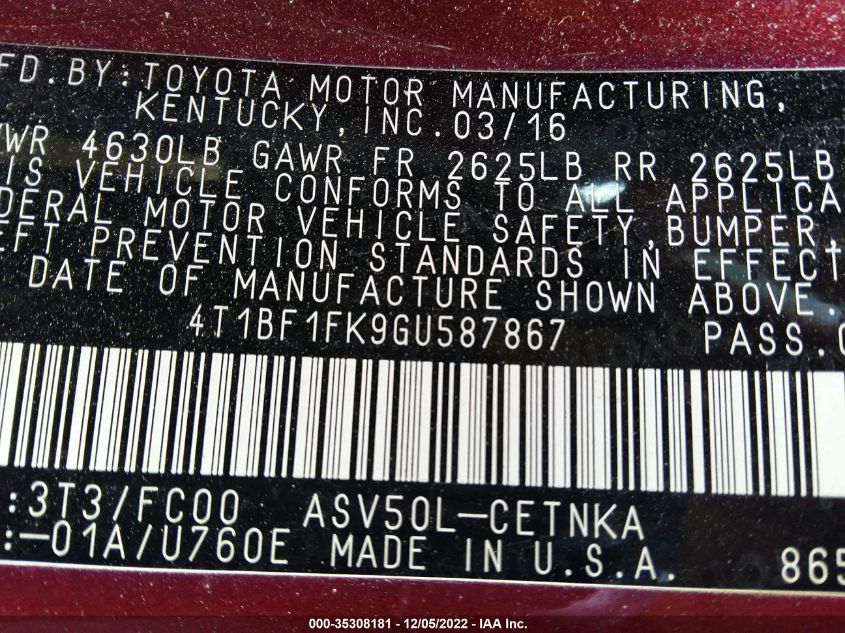 FD. BY: TOYOTA MOTOR MANUFACTURING,
KENTUCKY, INC. 03/16
WR 4630LB GAWR FR 2625LB RR 2625LB
IS VEHICLE CONFORMS TO ALL APPLICA
DERAL MOTOR VEHICLE SAFETY, BUMPER,
EFT PREVENTION STANDARDS IN EFFECT
DATE OF MANUFACTURE SHOWN ABOVE.
4T1BF1FK9GU587867 PASS.
:3T3/FC00 ASV50L-CETNKA
:-01A/U760E MADE IN U.S.A. 865
000-35308181 - 12/05/2022 - IAA Inc.